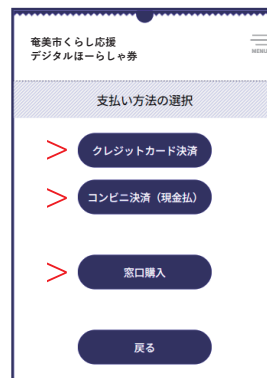 奄美市くらし応援
デジタルほーらしゃ券
MENU
支払い方法の選択
クレジットカード決済
コンビニ決済（現金払）
窓口購入
戻る